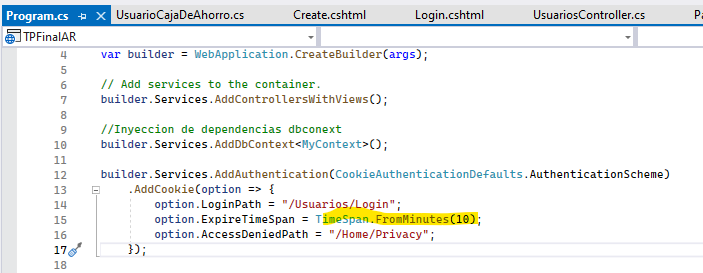 Program.cs UsuarioCajaDeAhorro.cs Create.cshtml Login.cshtml UsuariosController.cs Pa
TPFinalAR
4 var builder = WebApplication.CreateBuilder(args);
5
6 // Add services to the container.
7 builder.Services.AddControllersWithViews();
8
9 //Inyeccion de dependencias dbconext
10 builder.Services.AddDbContext<MyContext>();
11
12 builder.Services.AddAuthentication(CookieAuthenticationDefaults.AuthenticationScheme)
13 .AddCookie(option => {
14 option.LoginPath = "/Usuarios/Login";
15 option.ExpireTimeSpan = TimeSpan.FromMinutes(10);
16 option.AccessDeniedPath = "/Home/Privacy";
17 });
18